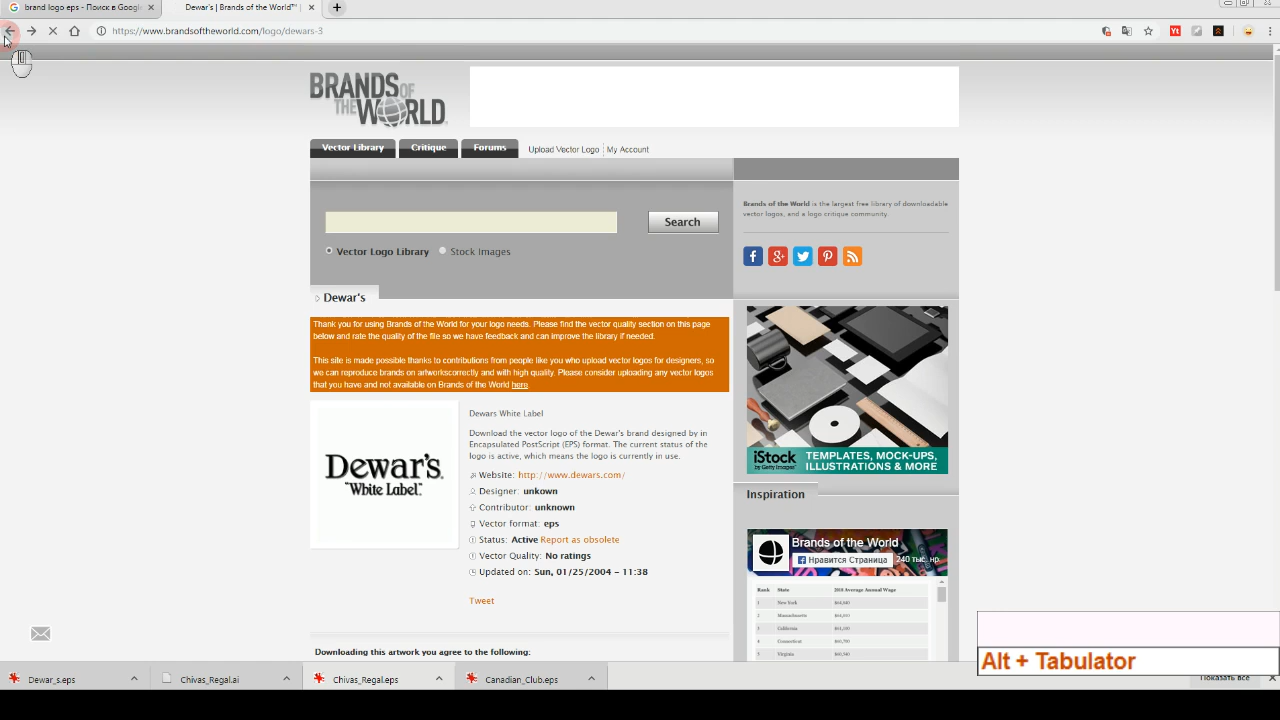 brand logo eps - Поиск в Google
Dewar's | Brands of the World™
https://www.brandsoftheworld.com/logo/dewars-3
BRANDS OF
THE WORLD
Vector Library
Critique
Forums
Upload Vector Logo
My Account
Search
Vector Logo Library
Stock Images
Brands of the World is the largest free library of downloadable
vector logos, and a logo critique community.
Dewar's
Thank you for using Brands of the World for your logo needs. Please find the vector quality section on this page
below and rate the quality of the file so we have feedback and can improve the library if needed.
This site is made possible thanks to contributions from people like you who upload vector logos for designers, so
we can reproduce brands on artworkscorrectly and with high quality. Please consider uploading any vector logos
that you have and not available on Brands of the World here.
Dewar's
"White Label"
Dewars White Label
Download the vector logo of the Dewar's brand designed by in
Encapsulated PostScript (EPS) format. The current status of the
logo is active, which means the logo is currently in use.
Website: http://www.dewars.com/
Designer: unkown
Contributor: unknown
Vector format: eps
Status: Active Report as obsolete
Vector Quality: No ratings
Updated on: Sun, 01/25/2004 - 11:38
Tweet
Downloading this artwork you agree to the following:
iStock
by Getty Images
TEMPLATES, MOCK-UPS,
ILLUSTRATIONS & MORE
Inspiration
Brands of the World
Нравится Страница
240 тыс. нр.
Rank State 2018 Average Annual Wage
1 New York
2 Massachusetts
3 California
4 Connecticut
5 Virginia
Alt + Tabulator
Dewar_s.eps
Chivas_Regal.ai
Chivas_Regal.eps
Canadian_Club.eps
Показать все